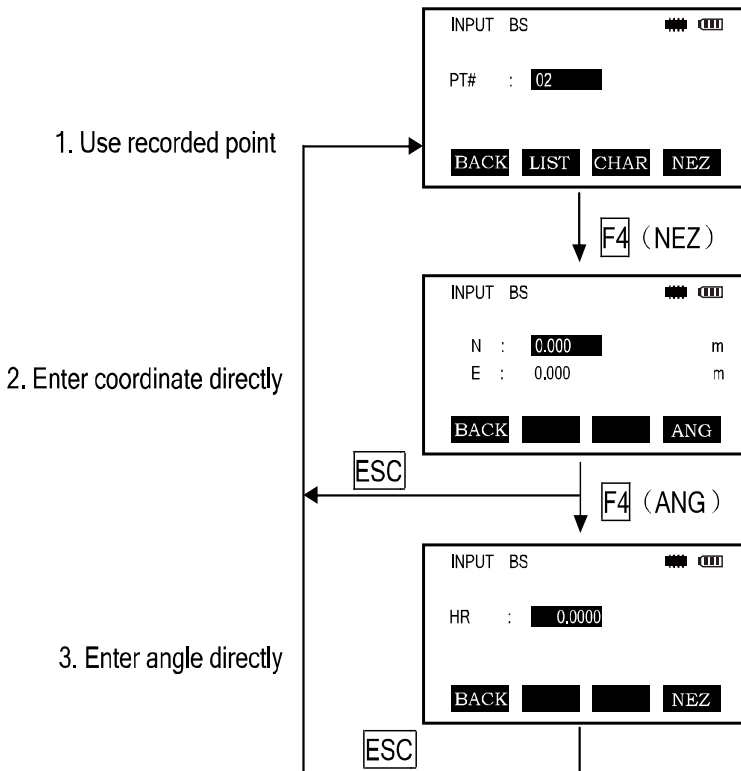 INPUT BS
PT# : 02
1. Use recorded point
BACK LIST CHAR NEZ
F4 （NEZ）
INPUT BS
N : 0.000 m
2. Enter coordinate directly
E : 0.000 m
BACK ANG
ESC
F4 （ANG）
INPUT BS
HR : 0.0000
3. Enter angle directly
BACK NEZ
ESC